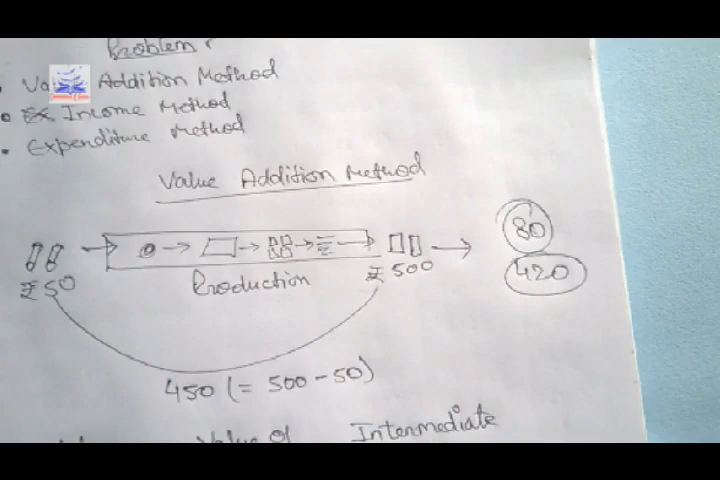 Problem
Addition Method
• Income Method
• Expenditure Method
Value Addition Method
80
₹50
Production
₹500
420
450 (= 500 - 50)
Value of Intermediate